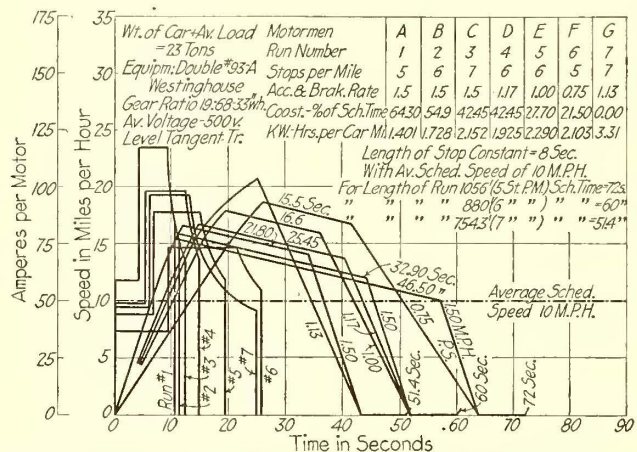 Wt. of Car+Av. Load
=23 Tons
Equipm: Double #93-A
Westinghouse
Gear Ratio 19:68-33"Wh.
Av. Voltage-500 v.
Level Tangent Tr.
Motormen A B C D E F G
Run Number 1 2 3 4 5 6 7
Stops per Mile 5 6 7 6 6 5 7
Acc. & Brak. Rate 1.5 1.5 1.5 1.17 1.00 0.75 1.13
Coast.-% of Sch. Time 64.30 54.9 42.45 42.45 27.70 21.50 0.00
KW-Hrs. per Car Mi. 1.401 1.728 2.152 1.925 2.290 2.103 3.31
Length of Stop Constant = 8 Sec.
With Av. Sched. Speed of 10 M.P.H.
For Length of Run 1056' (5 St. P.M.) Sch. Time = 72s.
" " " " 880' (6 " " ) " " = 60"
" " " " 754.3' (7 " " ) " " = 51.4"
Amperes per Motor
175
150
125
100
75
50
25
0
Speed in Miles per Hour
35
30
25
20
15
10
5
0
15.5 Sec.
16.6
21.80
25.45
32.90 Sec.
46.50 "
Average Sched.
Speed 10 M.P.H.
1.13
1.50
1.17
1.00
1.50
0.75
1.50 M.P.H. P.S.
Run #1
#2
#3
#4
#5
#7
#6
51.4 Sec.
60 Sec.
72 Sec.
0 10 20 30 40 50 60 70 80 90
Time in Seconds